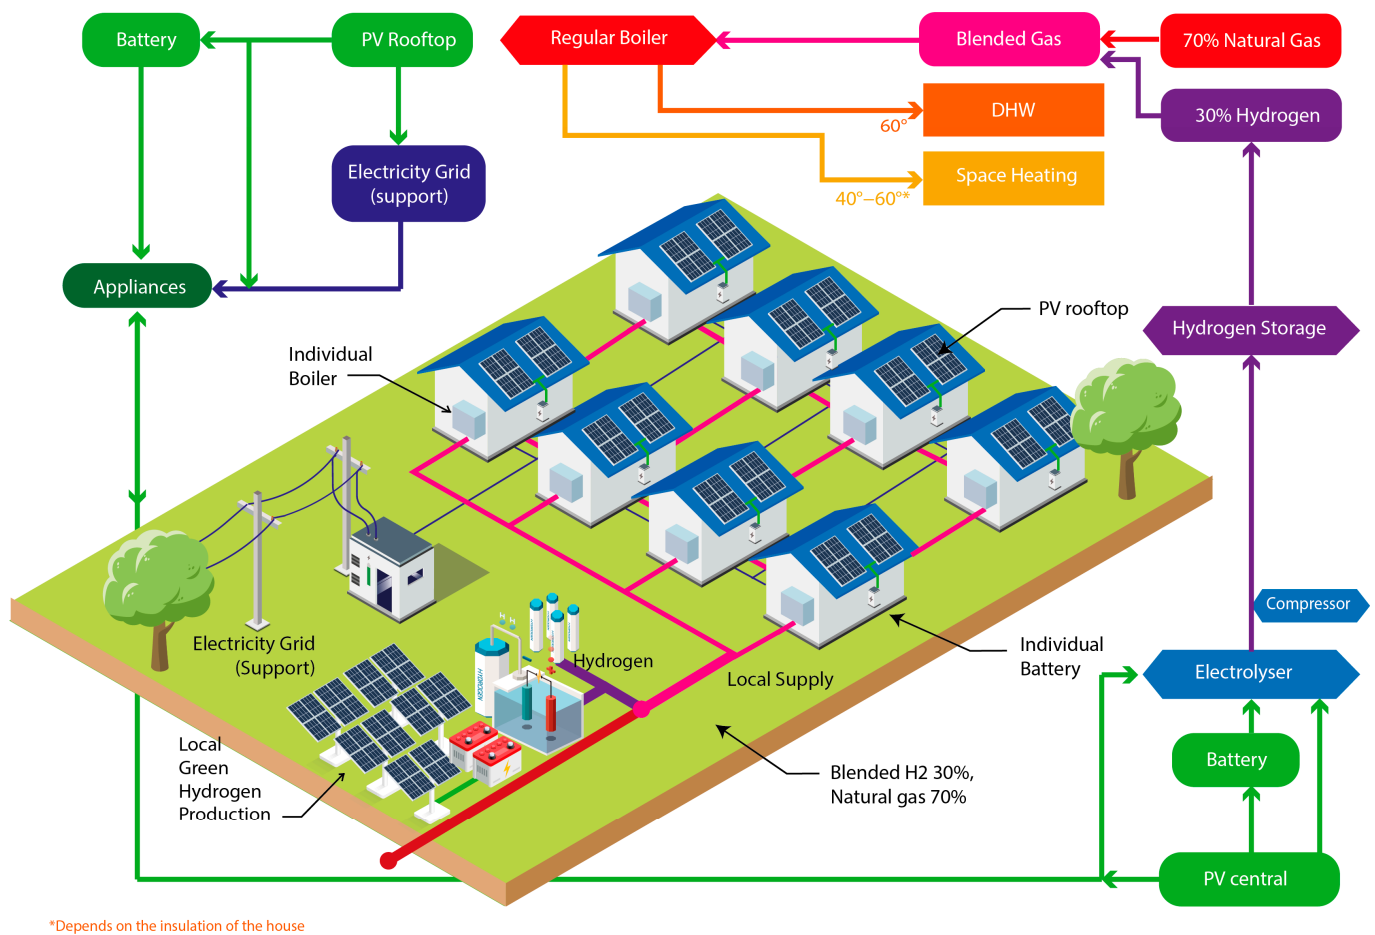 Battery
PV Rooftop
Regular Boiler
Blended Gas
70% Natural Gas
DHW
30% Hydrogen
60°
Electricity Grid
(support)
Space Heating
40°–60°*
Appliances
PV rooftop
Hydrogen Storage
Individual
Boiler
Compressor
Electricity Grid
(Support)
Hydrogen
HYDROGEN
Individual
Battery
Local Supply
Electrolyser
Local
Green
Hydrogen
Production
Blended H2 30%,
Natural gas 70%
Battery
PV central
*Depends on the insulation of the house